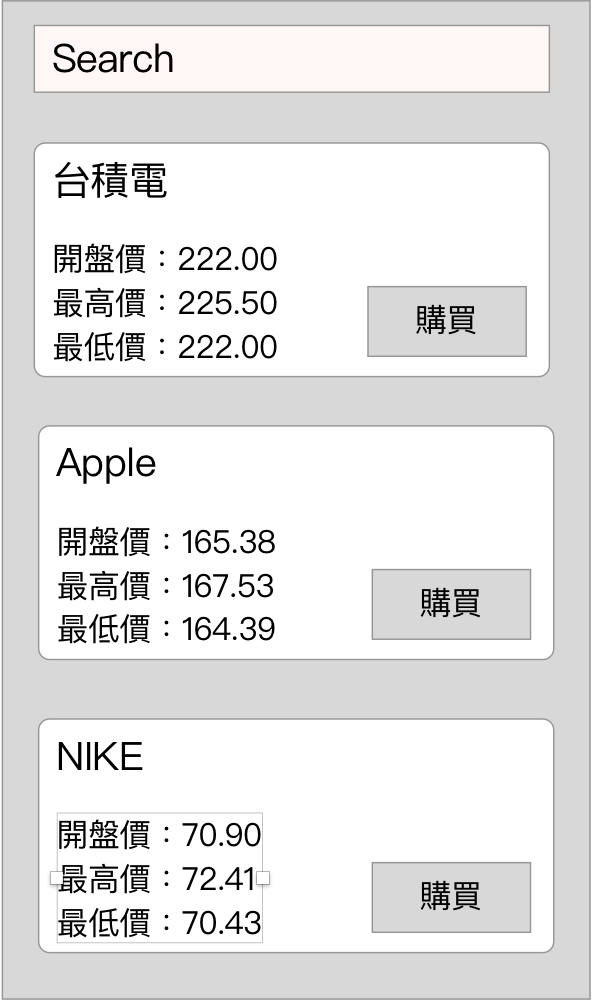 Search
台積電
開盤價：222.00
最高價：225.50
最低價：222.00
購買
Apple
開盤價：165.38
最高價：167.53
最低價：164.39
購買
NIKE
開盤價：70.90
最高價：72.41
最低價：70.43
購買